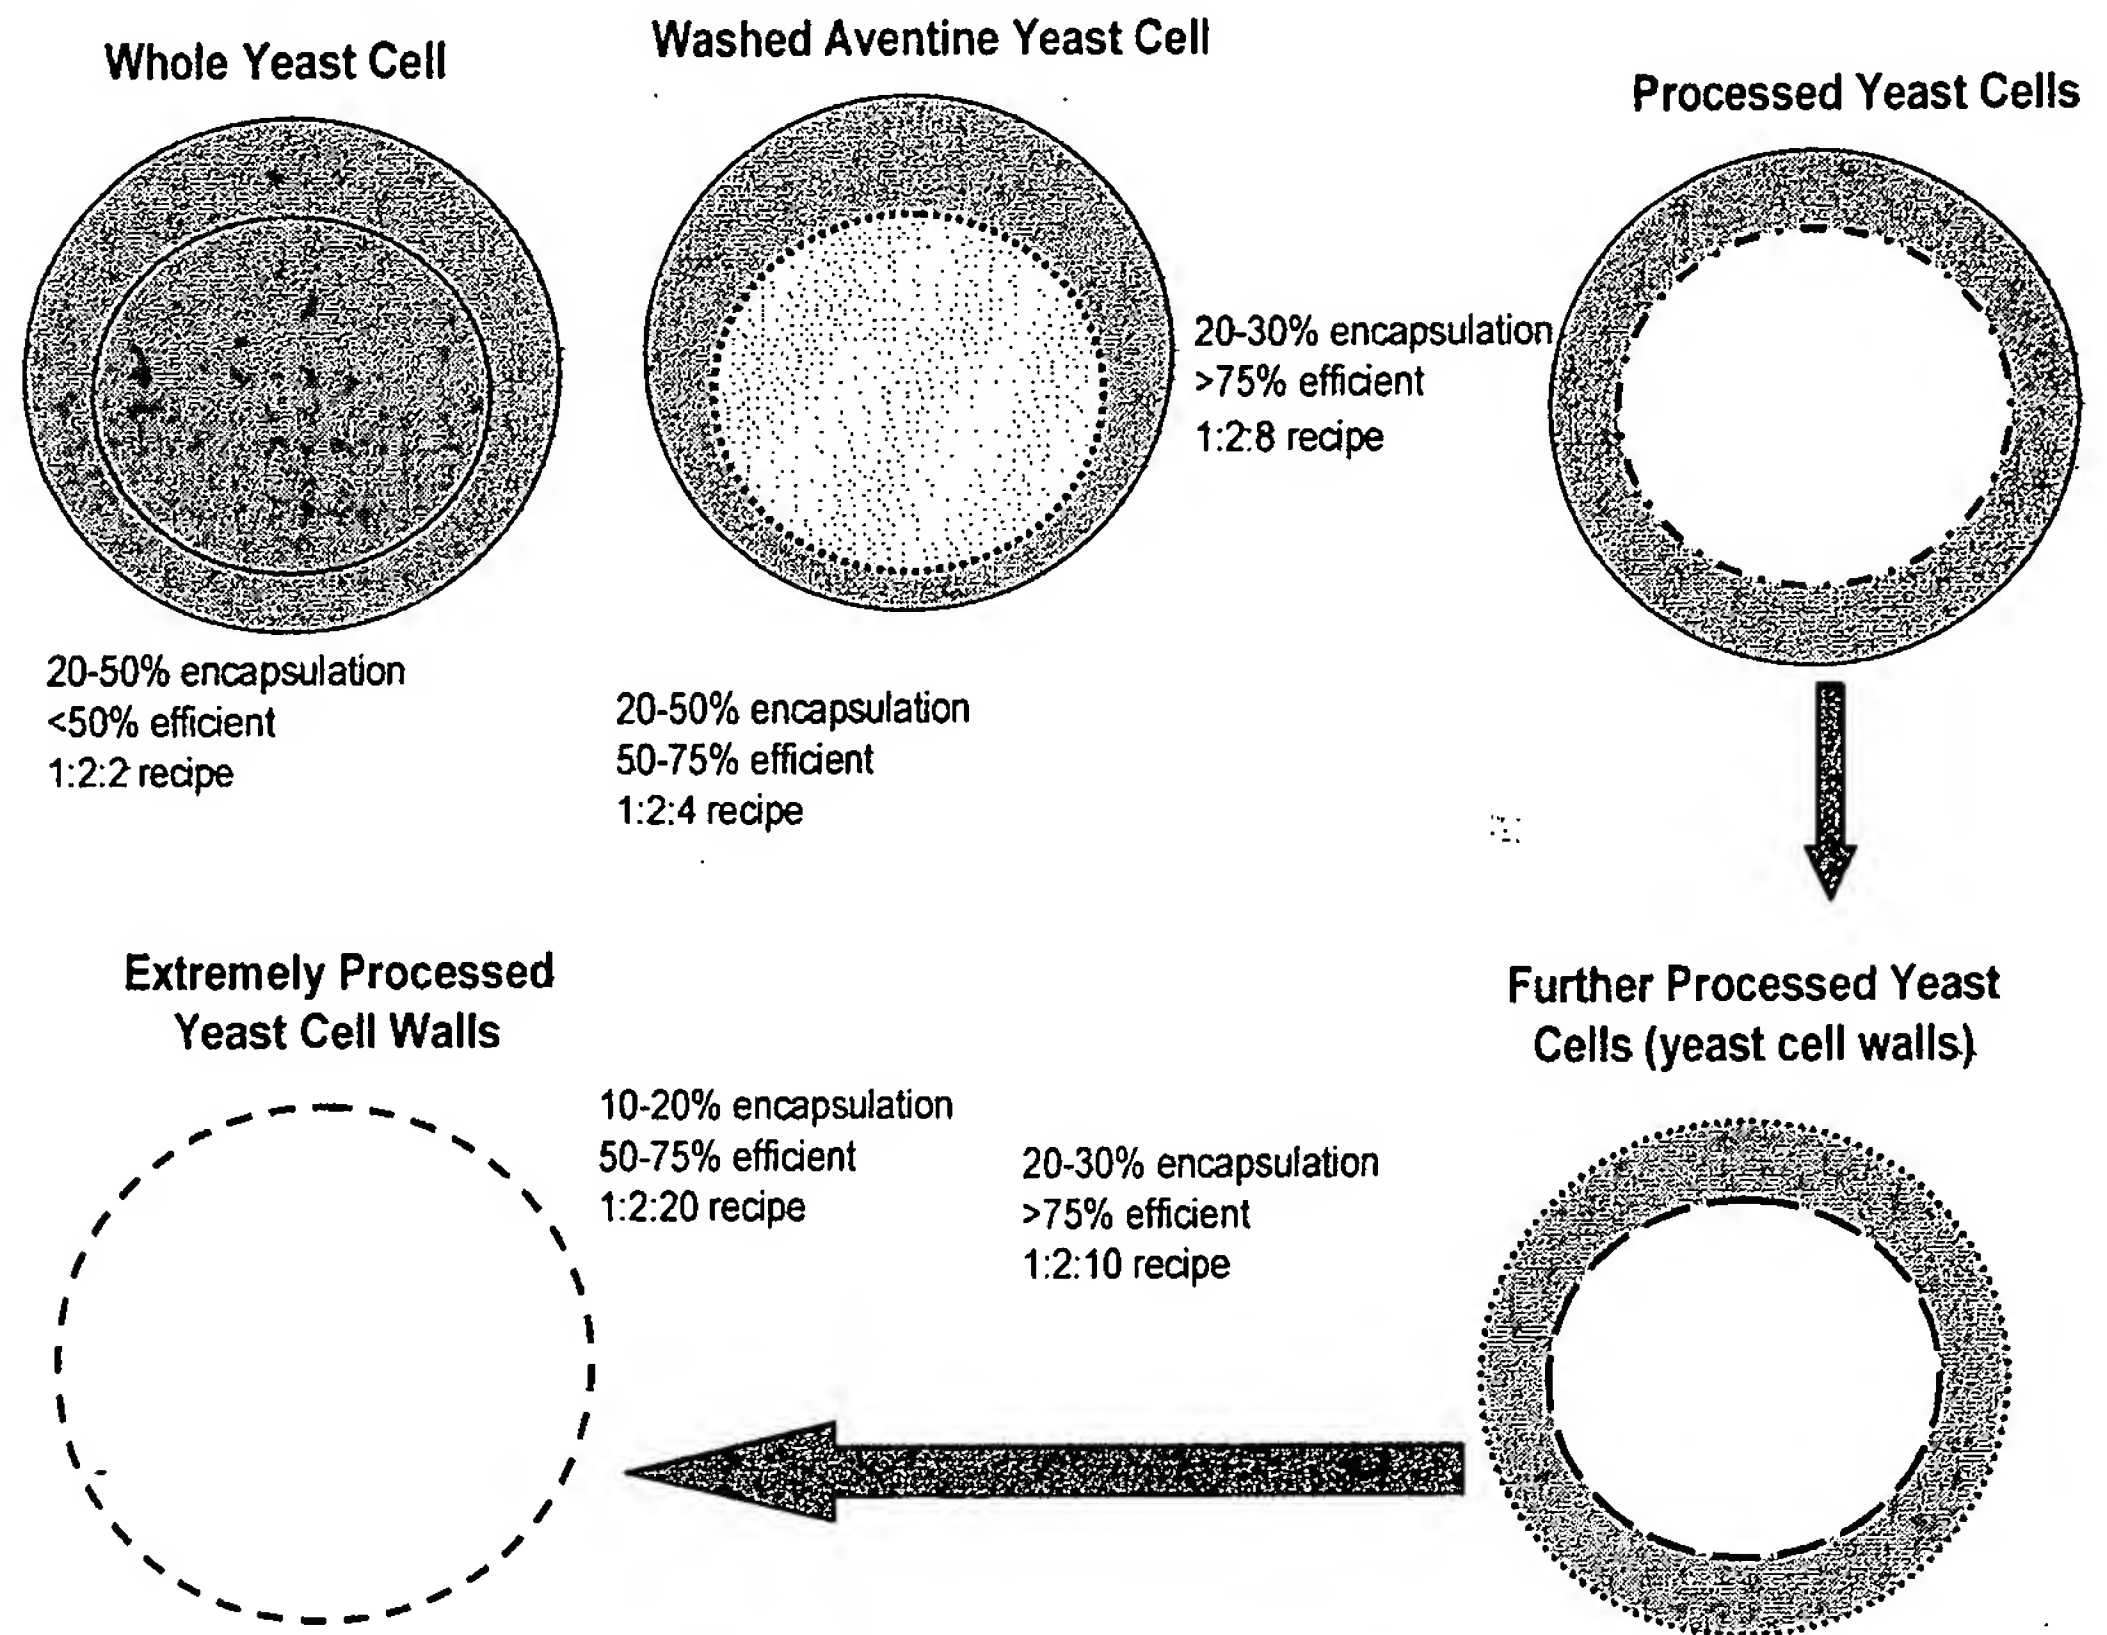 Whole Yeast Cell
20-50% encapsulation
<50% efficient
1:2:2 recipe
Washed Aventine Yeast Cell
20-50% encapsulation
50-75% efficient
1:2:4 recipe
Processed Yeast Cells
20-30% encapsulation
>75% efficient
1:2:8 recipe
Further Processed Yeast
Cells (yeast cell walls)
20-30% encapsulation
>75% efficient
1:2:10 recipe
Extremely Processed
Yeast Cell Walls
10-20% encapsulation
50-75% efficient
1:2:20 recipe